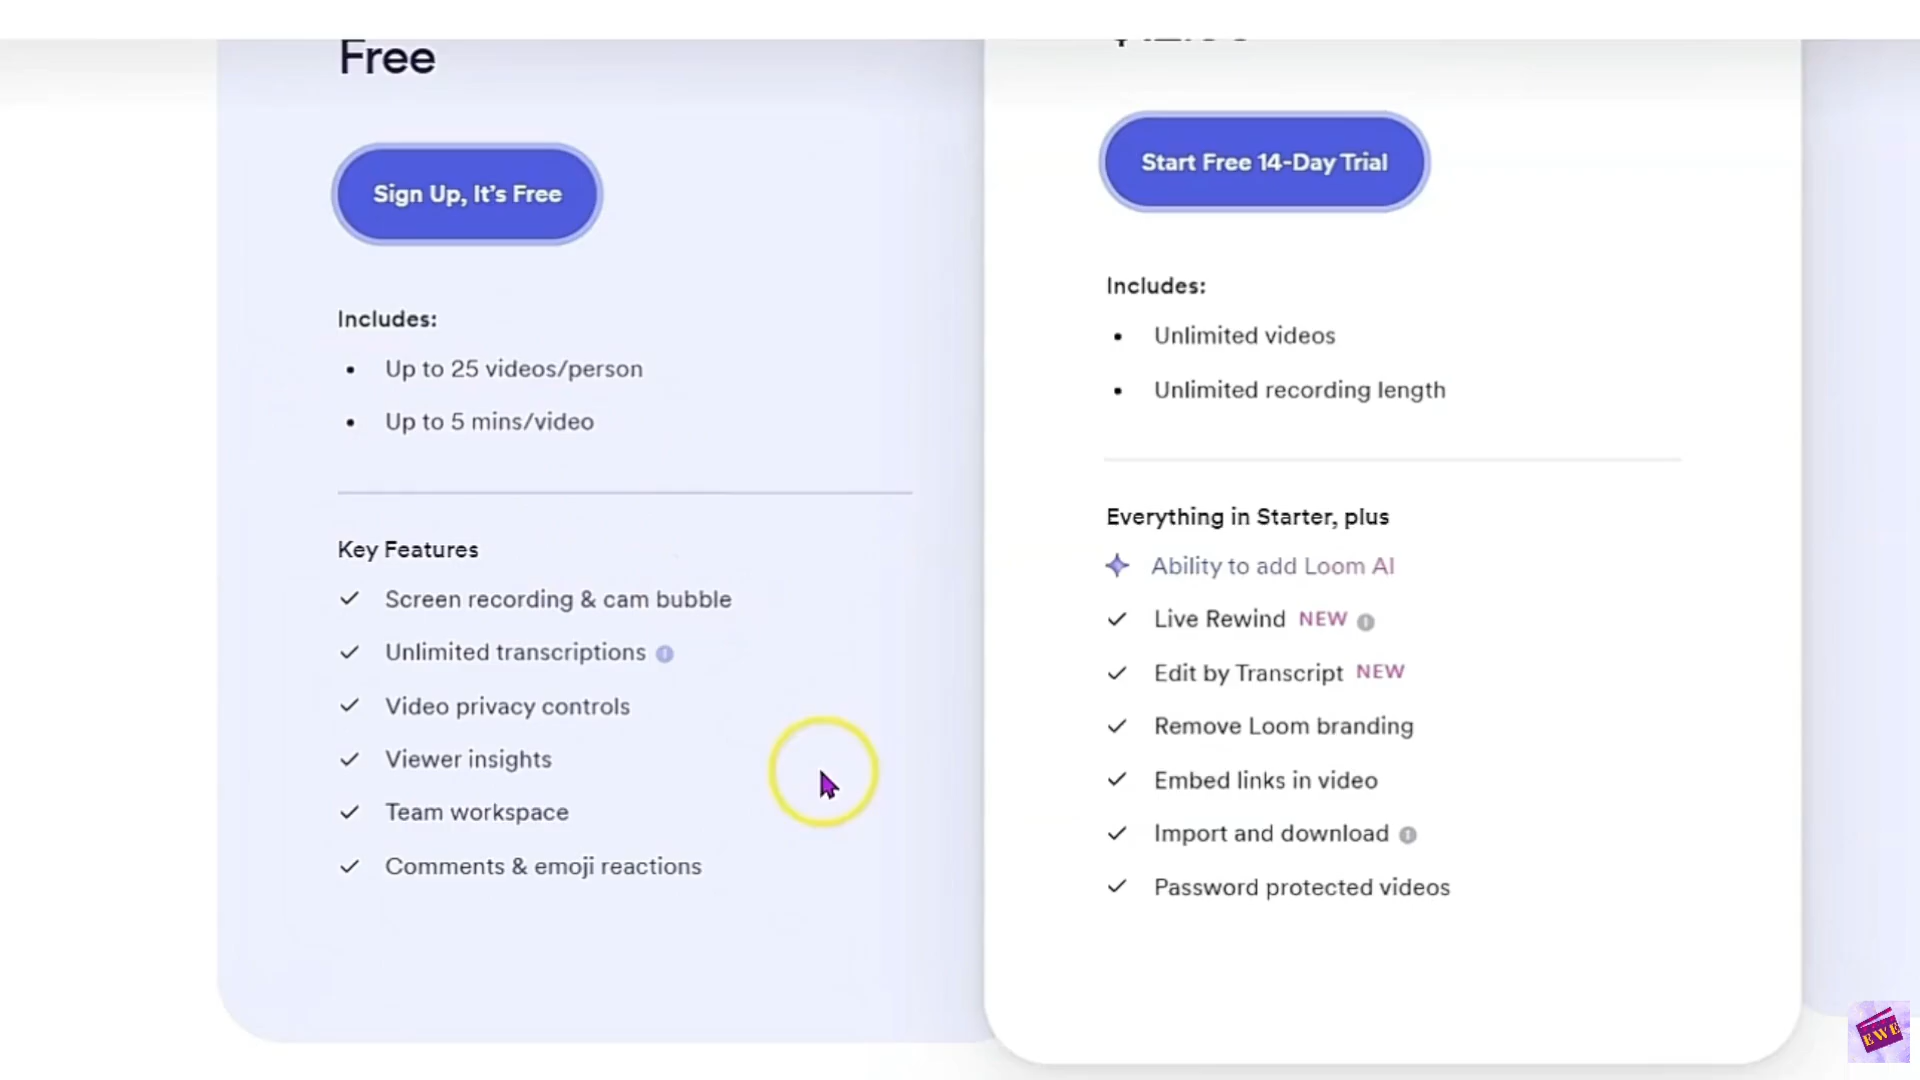 Free
Sign Up, It's Free
Includes:
Up to 25 videos/person
Up to 5 mins/video
Key Features
Screen recording & cam bubble
Unlimited transcriptions
Video privacy controls
Viewer insights
Team workspace
Comments & emoji reactions
Start Free 14-Day Trial
Includes:
Unlimited videos
Unlimited recording length
Everything in Starter, plus
Ability to add Loom AI
Live Rewind NEW
Edit by Transcript NEW
Remove Loom branding
Embed links in video
Import and download
Password protected videos
EWE